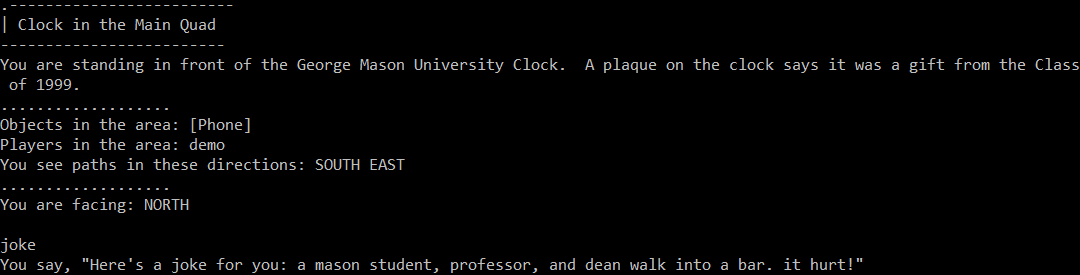 .-------------------------
| Clock in the Main Quad
-------------------------
You are standing in front of the George Mason University Clock.  A plaque on the clock says it was a gift from the Class
 of 1999.
...................
Objects in the area: [Phone]
Players in the area: demo
You see paths in these directions: SOUTH EAST
...................
You are facing: NORTH

joke
You say, "Here's a joke for you: a mason student, professor, and dean walk into a bar. it hurt!"